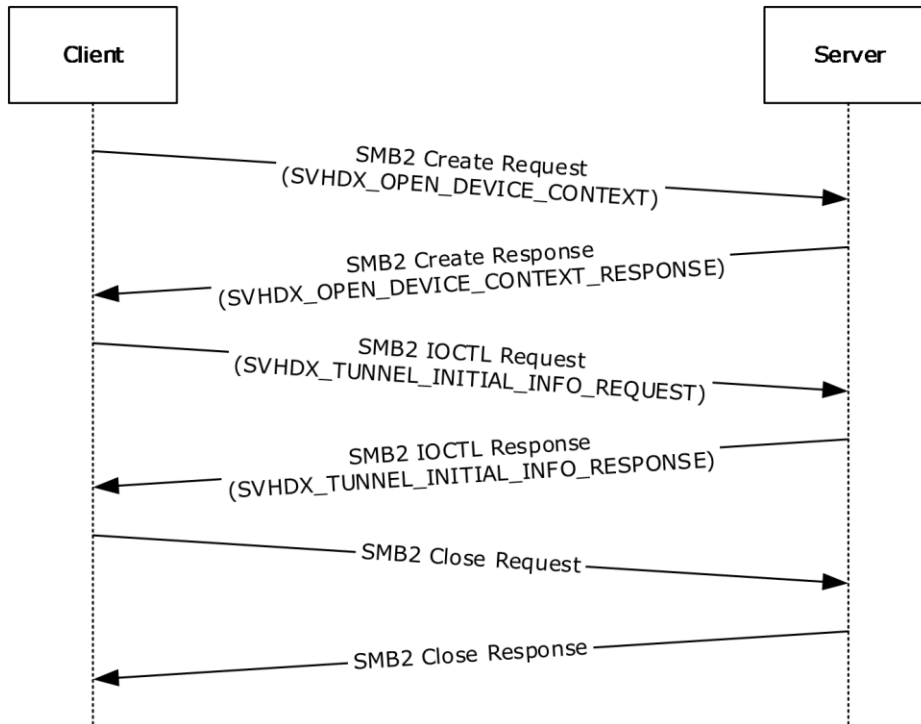 Client
Server
SMB2 Create Request
(SVHDX_OPEN_DEVICE_CONTEXT)
SMB2 Create Response
(SVHDX_OPEN_DEVICE_CONTEXT_RESPONSE)
SMB2 IOCTL Request
(SVHDX_TUNNEL_INITIAL_INFO_REQUEST)
SMB2 IOCTL Response
(SVHDX_TUNNEL_INITIAL_INFO_RESPONSE)
SMB2 Close Request
SMB2 Close Response